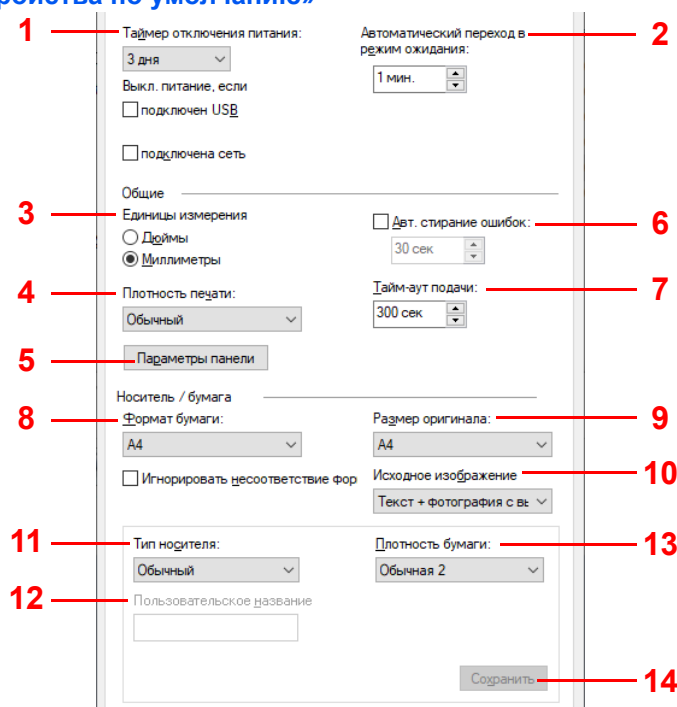 ройства по умолчанию»
1
Таймер отключения питания:
3 дня
Выкл. питание, если
подключен USB
подключена сеть
Автоматический переход в
режим ожидания:
1 мин.
2
Общие
3
Единицы измерения
Дюймы
Миллиметры
Авт. стирание ошибок:
30 сек
6
4
Плотность печати:
Обычный
Тайм-аут подачи:
300 сек
7
5
Параметры панели
Носитель / бумага
8
Формат бумаги:
A4
Размер оригинала:
A4
9
Игнорировать несоответствие фор
Исходное изображение
Текст + фотография с вы
10
11
Тип носителя:
Обычный
Плотность бумаги:
Обычная 2
13
12
Пользовательское название
Сохранить
14